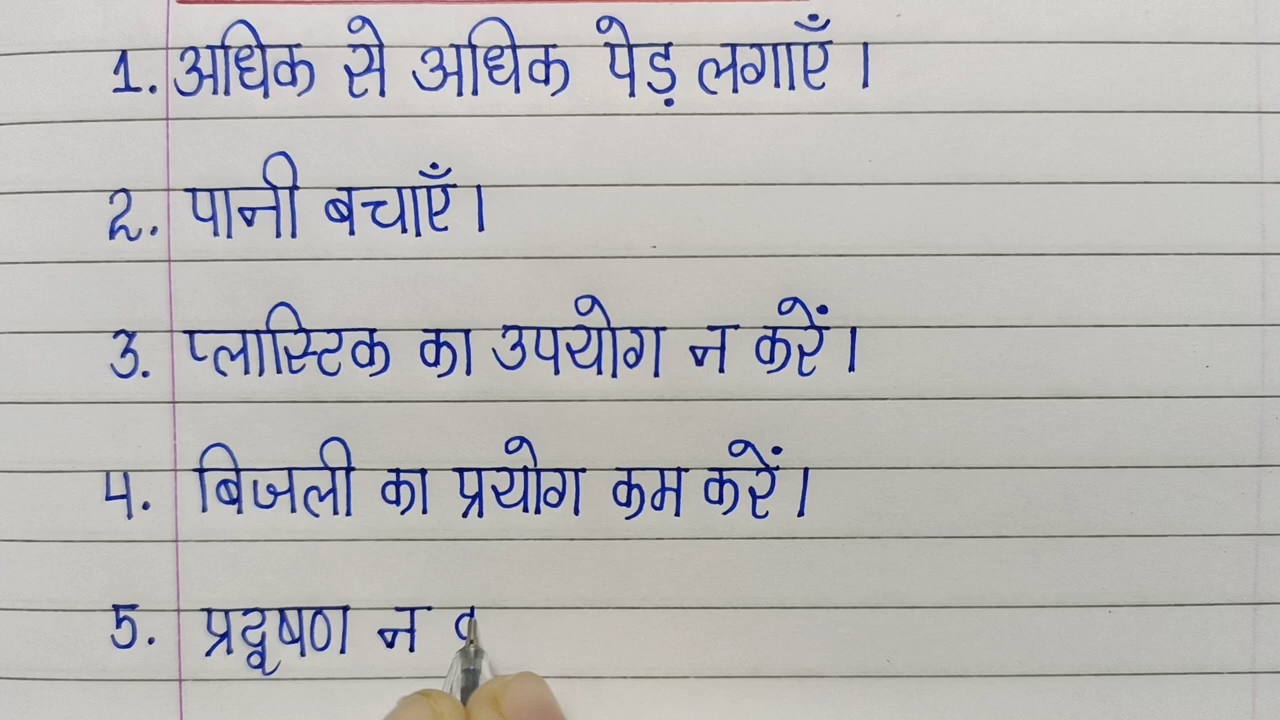 1. अधिक से अधिक पेड़ लगाएँ।
2. पानी बचाएँ।
3. प्लास्टिक का उपयोग न करें।
4. बिजली का प्रयोग कम करें।
5. प्रदूषण न